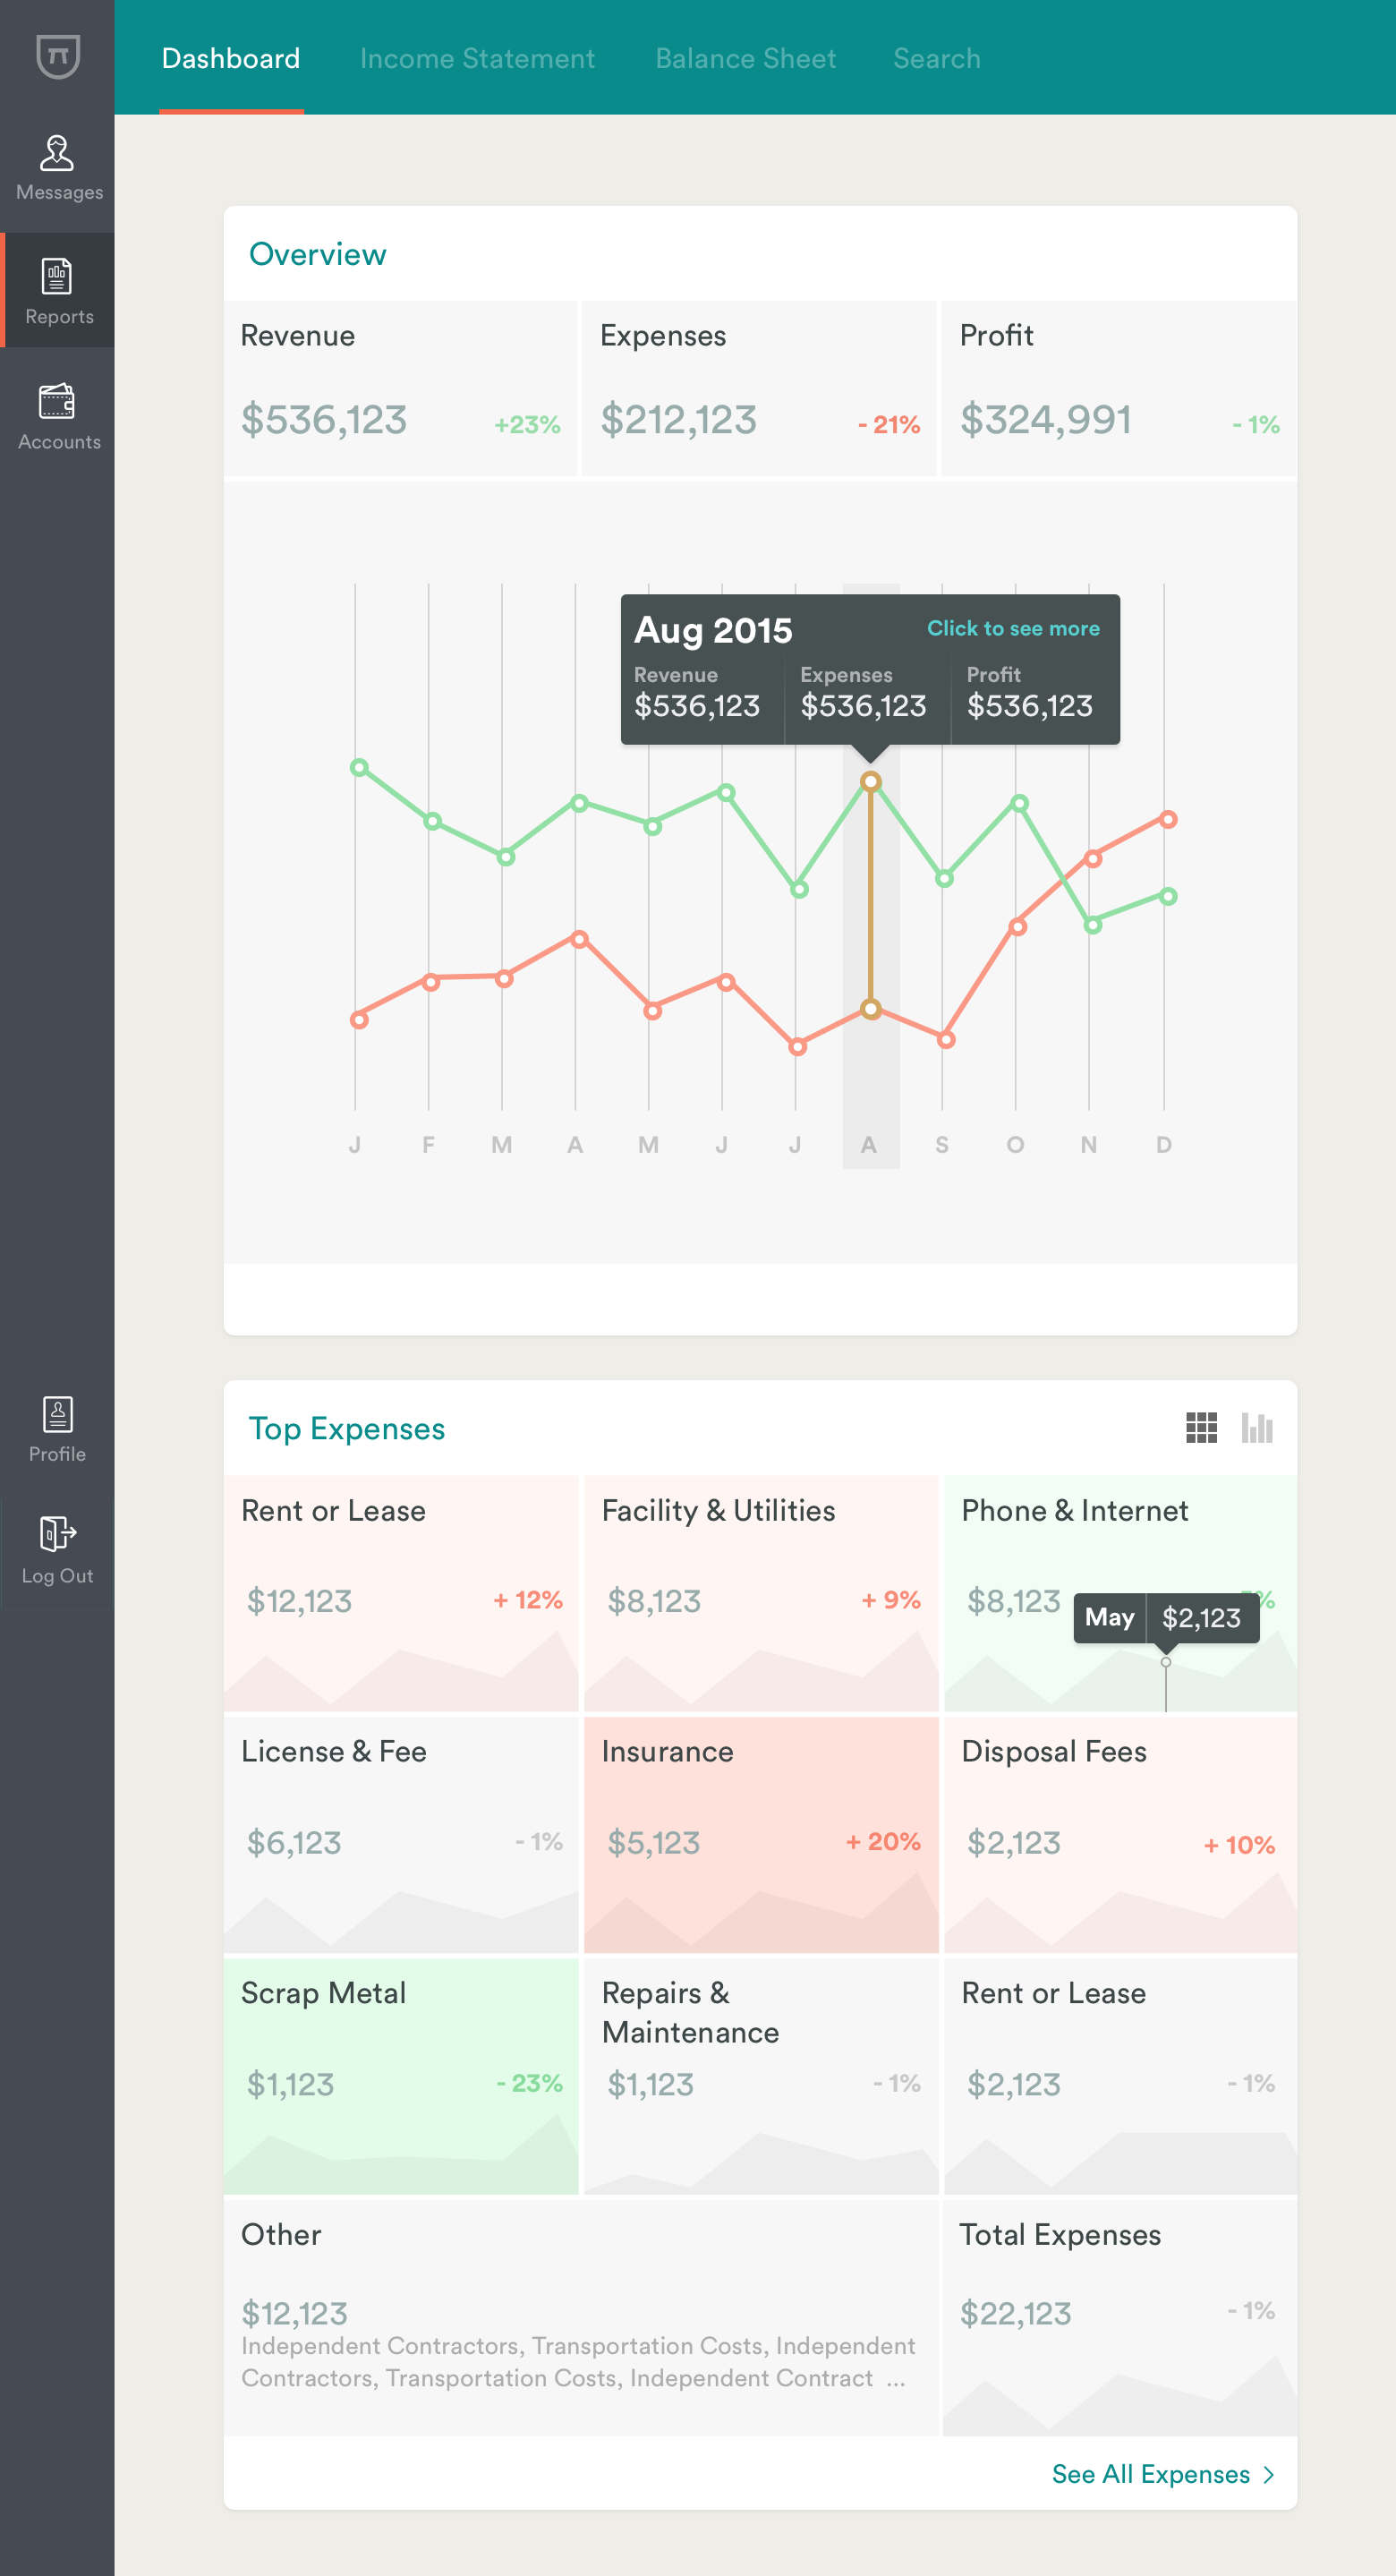 Dashboard
Income Statement
Balance Sheet
Search
Messages
Reports
Accounts
Profile
Log Out
Overview
Revenue
$536,123
+23%
Expenses
$212,123
- 21%
Profit
$324,991
- 1%
Aug 2015
Click to see more
Revenue
$536,123
Expenses
$536,123
Profit
$536,123
J F M A M J J A S O N D
Top Expenses
Rent or Lease
$12,123
+ 12%
Facility & Utilities
$8,123
+ 9%
Phone & Internet
$8,123
%
May
$2,123
License & Fee
$6,123
- 1%
Insurance
$5,123
+ 20%
Disposal Fees
$2,123
+ 10%
Scrap Metal
$1,123
- 23%
Repairs &
Maintenance
$1,123
- 1%
Rent or Lease
$2,123
- 1%
Other
$12,123
Independent Contractors, Transportation Costs, Independent
Contractors, Transportation Costs, Independent Contract ...
Total Expenses
$22,123
- 1%
See All Expenses